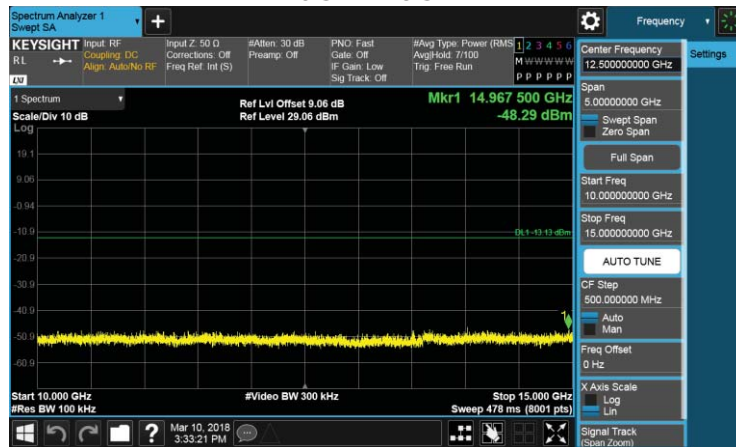 Spectrum Analyzer 1
Swept SA
Frequency
KEYSIGHT
RL
LXI
Input: RF
Coupling: DC
Align: Auto/No RF
Input Z: 50 Ω
Corrections: Off
Freq Ref: Int (S)
#Atten: 30 dB
Preamp: Off
PNO: Fast
Gate: Off
IF Gain: Low
Sig Track: Off
#Avg Type: Power (RMS
Avg|Hold: 7/100
Trig: Free Run
1 2 3 4 5 6
M W W W W W
P P P P P P
1 Spectrum
Scale/Div 10 dB
Log
Ref Lvl Offset 9.06 dB
Ref Level 29.06 dBm
Mkr1 14.967 500 GHz
-48.29 dBm
19.1
9.06
-0.94
-10.9
DL1 -13.13 dBm
-20.9
-30.9
-40.9
1
-50.9
-60.9
Start 10.000 GHz
#Res BW 100 kHz
#Video BW 300 kHz
Stop 15.000 GHz
Sweep 478 ms (8001 pts)
?
Mar 10, 2018
3:33:21 PM
Center Frequency
12.500000000 GHz
Settings
Span
5.00000000 GHz
Swept Span
Zero Span
Full Span
Start Freq
10.000000000 GHz
Stop Freq
15.000000000 GHz
AUTO TUNE
CF Step
500.000000 MHz
Auto
Man
Freq Offset
0 Hz
X Axis Scale
Log
Lin
Signal Track
(Span Zoom)